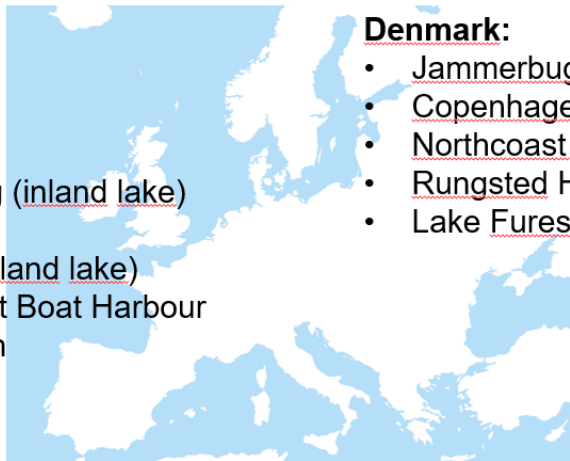 Denmark:
• Jammerbug
• Copenhage
• Northcoast
• Rungsted H
• Lake Fures
(inland lake)
land lake)
t Boat Harbour